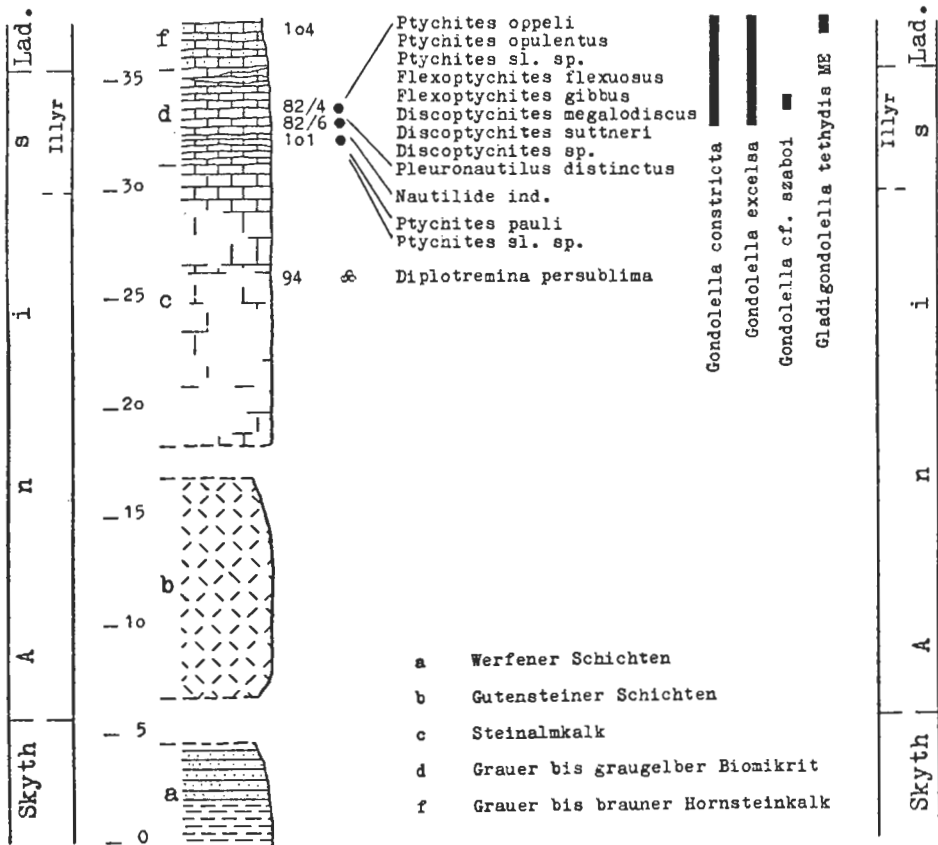 Lad.
Illyr
s
i
n
A
Skyth
f
d
c
b
a
35
3o
25
2o
15
1o
5
0
1o4
82/4
82/6
1o1
94
Ptychites oppeli
Ptychites opulentus
Ptychites sl. sp.
Flexoptychites flexuosus
Flexoptychites gibbus
Discoptychites megalodiscus
Discoptychites suttneri
Discoptychites sp.
Pleuronautilus distinctus
Nautilide ind.
Ptychites pauli
Ptychites sl. sp.
Diplotremina persublima
Gondolella constricta
Gondolella excelsa
Gondolella cf. szaboi
Gladigondolella tethydis ME
Lad.
Illyr
s
i
n
A
Skyth
a Werfener Schichten
b Gutensteiner Schichten
c Steinalmkalk
d Grauer bis graugelber Biomikrit
f Grauer bis brauner Hornsteinkalk